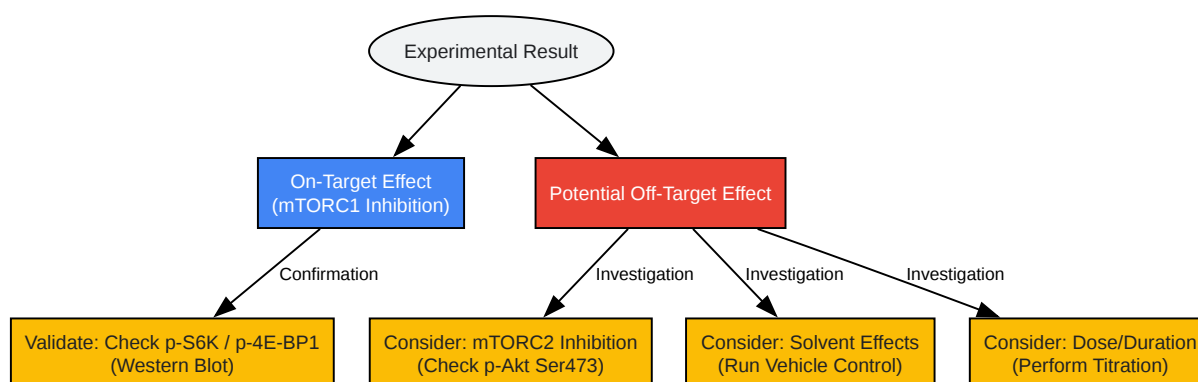 Experimental Result
On-Target Effect
(mTORC1 Inhibition)
Potential Off-Target Effect
Confirmation
Investigation
Investigation
Investigation
Validate: Check p-S6K / p-4E-BP1
(Western Blot)
Consider: mTORC2 Inhibition
(Check p-Akt Ser473)
Consider: Solvent Effects
(Run Vehicle Control)
Consider: Dose/Duration
(Perform Titration)